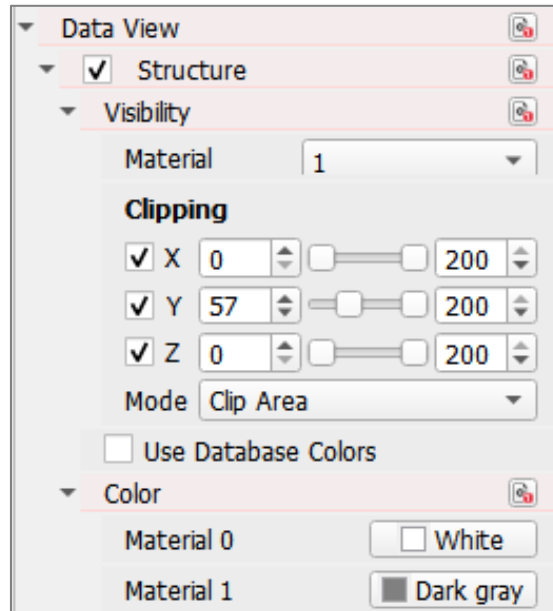 Data View
Structure
Visibility
Material 1
Clipping
X 0 200
Y 57 200
Z 0 200
Mode Clip Area
Use Database Colors
Color
Material 0 White
Material 1 Dark gray